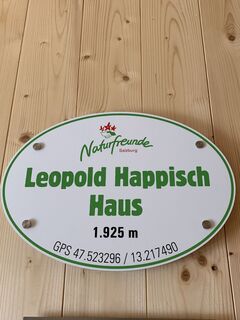 Naturfreunde
Salzburg
Leopold Happisch
Haus
1.925 m
GPS 47.523296 / 13.217490